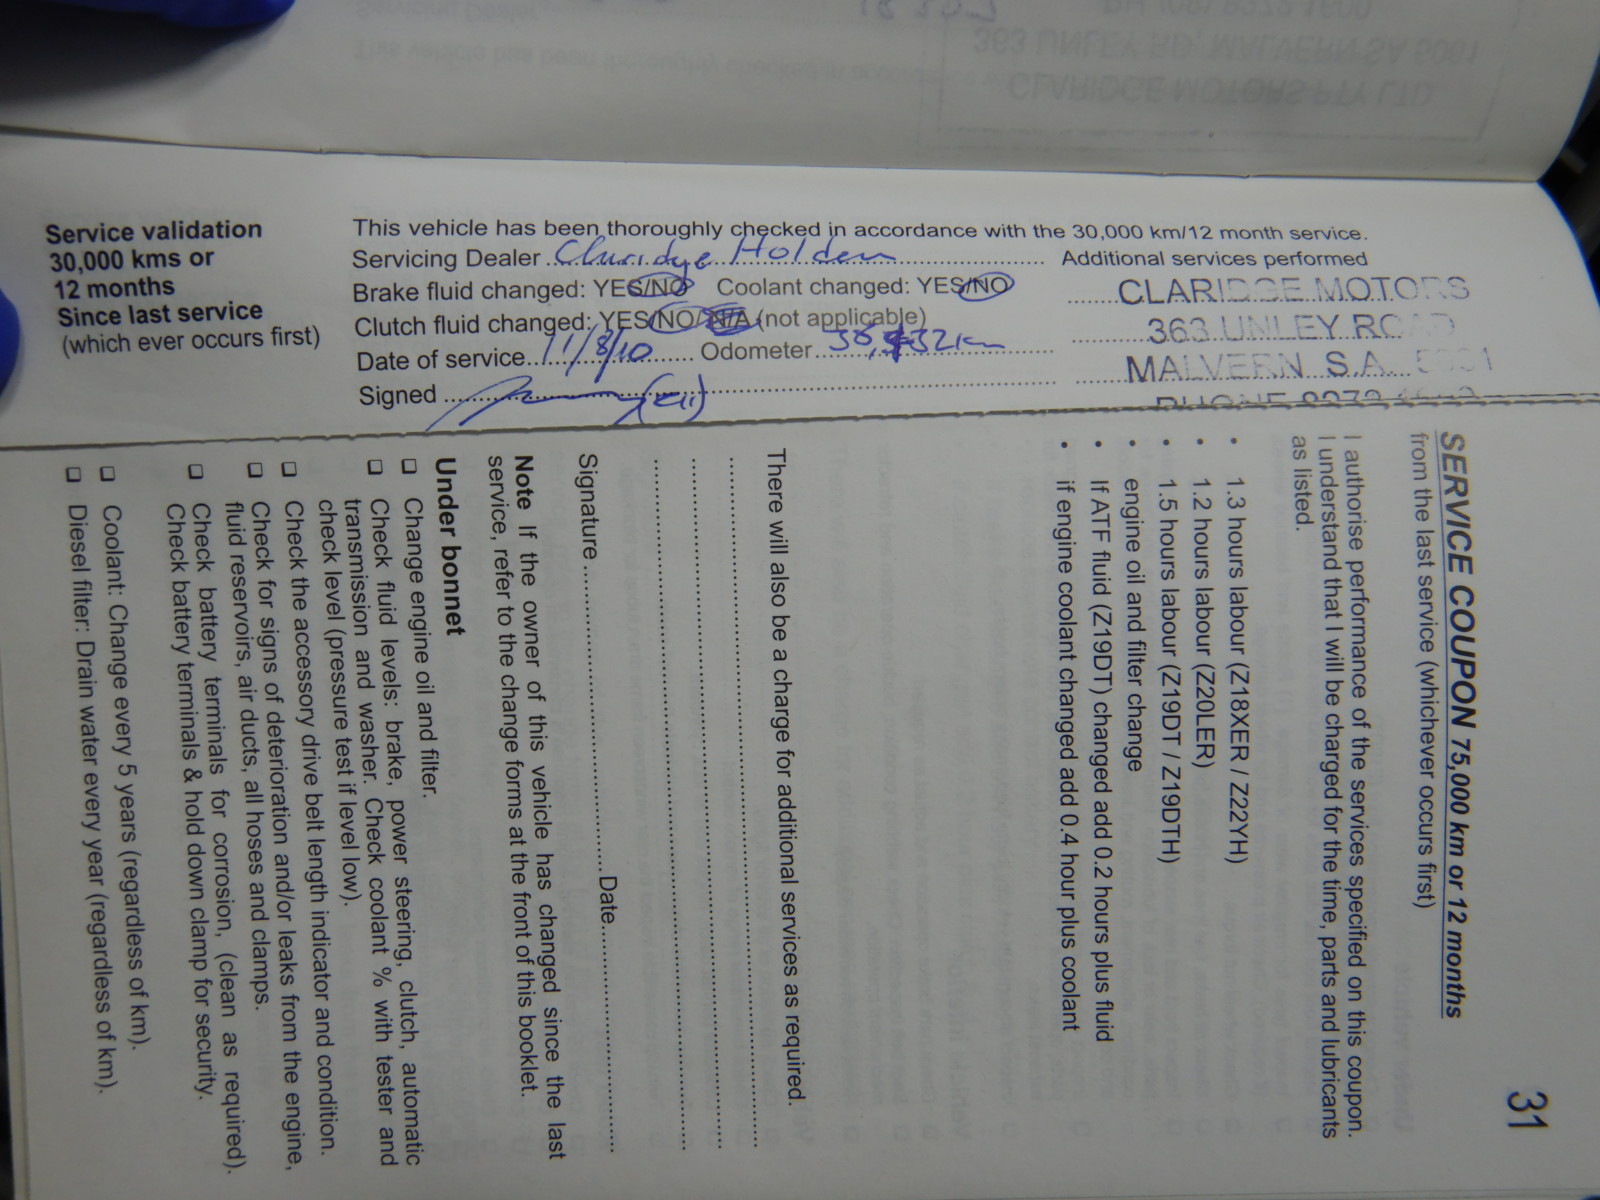 Service validation
30,000 kms or
12 months
Since last service
(which ever occurs first)
This vehicle has been thoroughly checked in accordance with the 30,000 km/12 month service.
Servicing Dealer Claridge Holden
Additional services performed
Brake fluid changed: YES/NO Coolant changed: YES/NO
Clutch fluid changed: YES/NO/N/A (not applicable)
Date of service 11/8/10 Odometer
Signed
CLARIDGE MOTORS
363 UNLEY ROAD
MALVERN S.A.
PHONE
31
SERVICE COUPON 75,000 km or 12 months
from the last service (whichever occurs first)
I authorise performance of the services specified on this coupon.
I understand that I will be charged for the time, parts and lubricants
as listed.
• 1.3 hours labour (Z18XER / Z22YH)
• 1.2 hours labour (Z20LER)
• 1.5 hours labour (Z19DT / Z19DTH)
• engine oil and filter change
• If ATF fluid (Z19DT) changed add 0.2 hours plus fluid
• if engine coolant changed add 0.4 hour plus coolant
There will also be a charge for additional services as required.
Signature Date
Note If the owner of this vehicle has changed since the last
service, refer to the change forms at the front of this booklet.
Under bonnet
❑ Change engine oil and filter.
❑ Check fluid levels: brake, power steering, clutch, automatic
transmission and washer. Check coolant % with tester and
check level (pressure test if level low).
❑ Check the accessory drive belt length indicator and condition.
❑ Check for signs of deterioration and/or leaks from the engine,
fluid reservoirs, air ducts, all hoses and clamps.
❑ Check battery terminals for corrosion, (clean as required).
Check battery terminals & hold down clamp for security.
❑ Coolant: Change every 5 years (regardless of km).
❑ Diesel filter: Drain water every year (regardless of km).